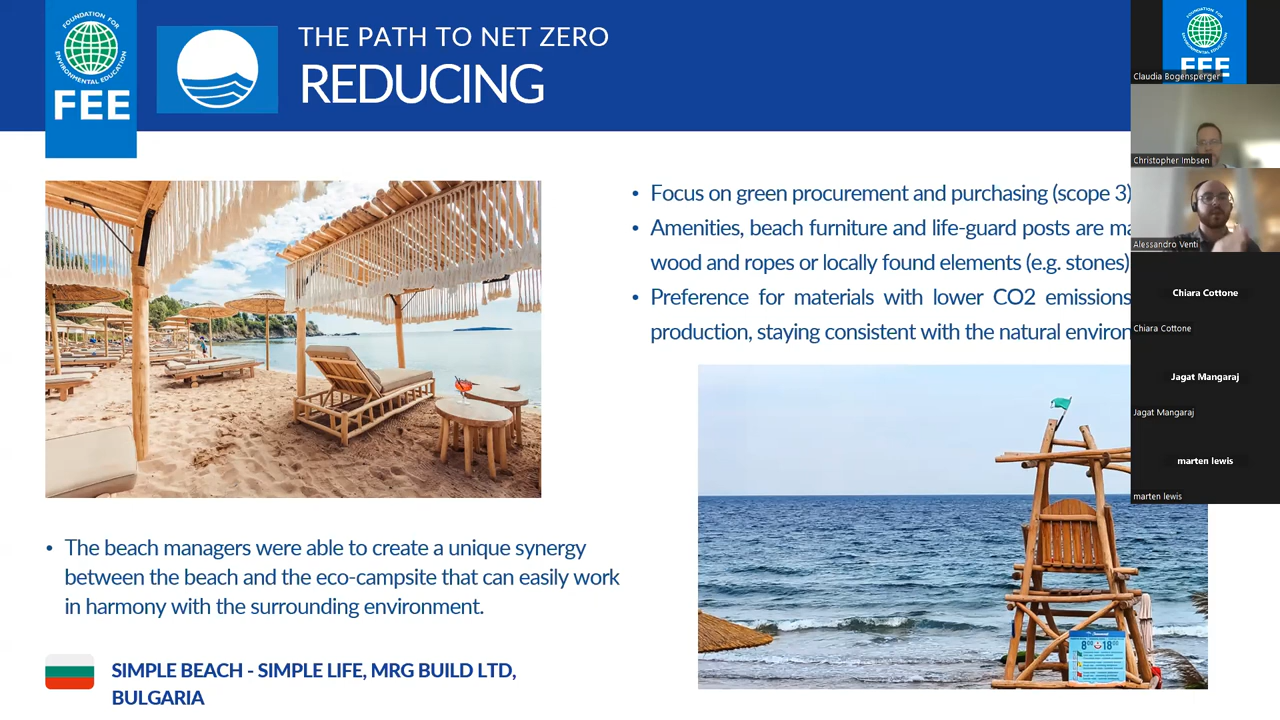 FOUNDATION FOR
ENVIRONMENTAL EDUCATION
FEE
THE PATH TO NET ZERO
REDUCING
• Focus on green procurement and purchasing (scope 3)
• Amenities, beach furniture and life-guard posts are
wood and ropes or locally found elements (e.g. stones)
• Preference for materials with lower CO2 emissions
production, staying consistent with the natural
• The beach managers were able to create a unique synergy
between the beach and the eco-campsite that can easily work
in harmony with the surrounding environment.
SIMPLE BEACH - SIMPLE LIFE, MRG BUILD LTD,
BULGARIA
8:00 18:00
FEE
Claudia Bogensperger
Christopher Imbsen
Alessandro Venti
Chiara Cottone
Chiara Cottone
Jagat Mangaraj
Jagat Mangaraj
marten lewis
marten lewis